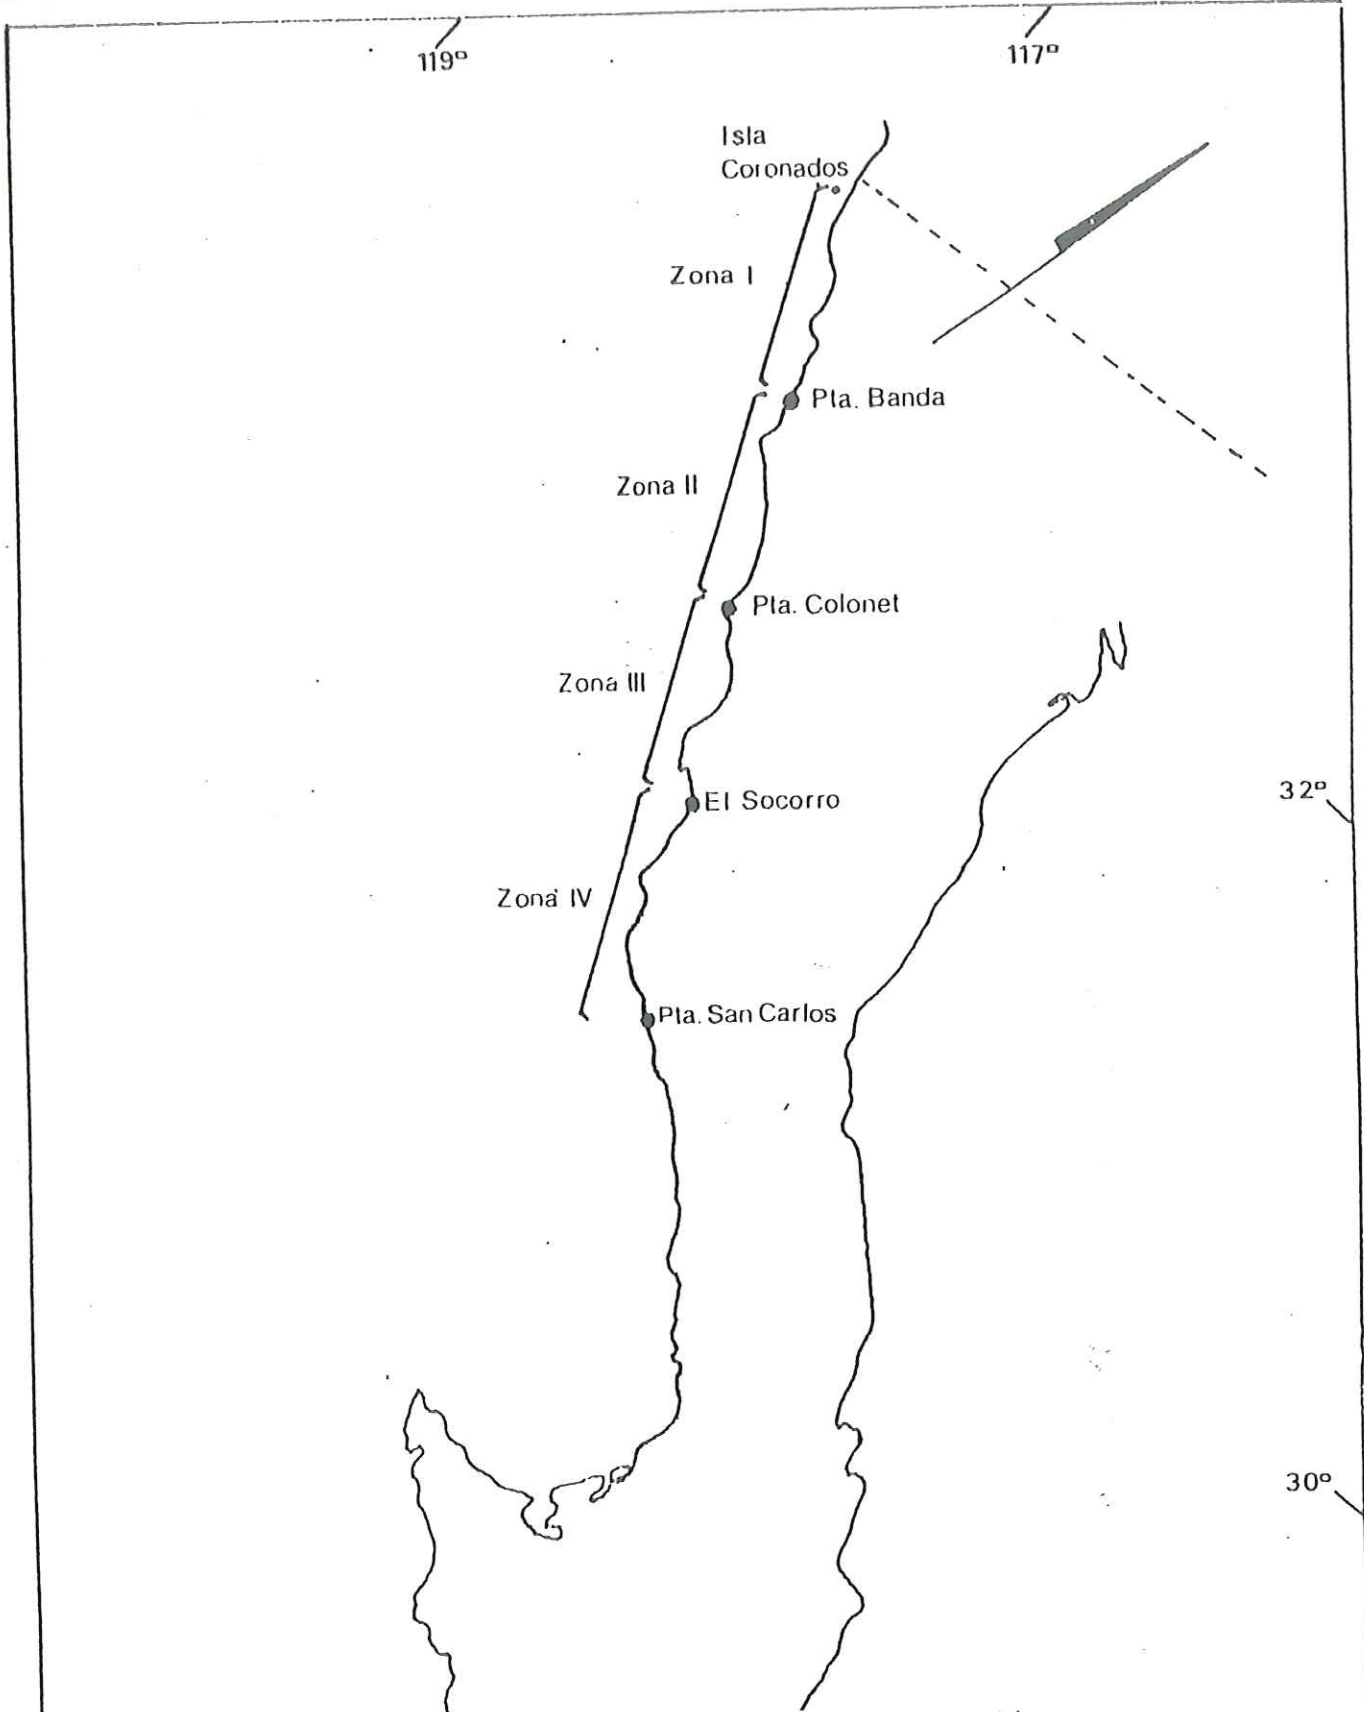 119º
117º
Isla
Coronados
Zona I
Pta. Banda
Zona II
Pta. Colonet
Zona III
El Socorro
32º
Zona IV
Pta. San Carlos
30º